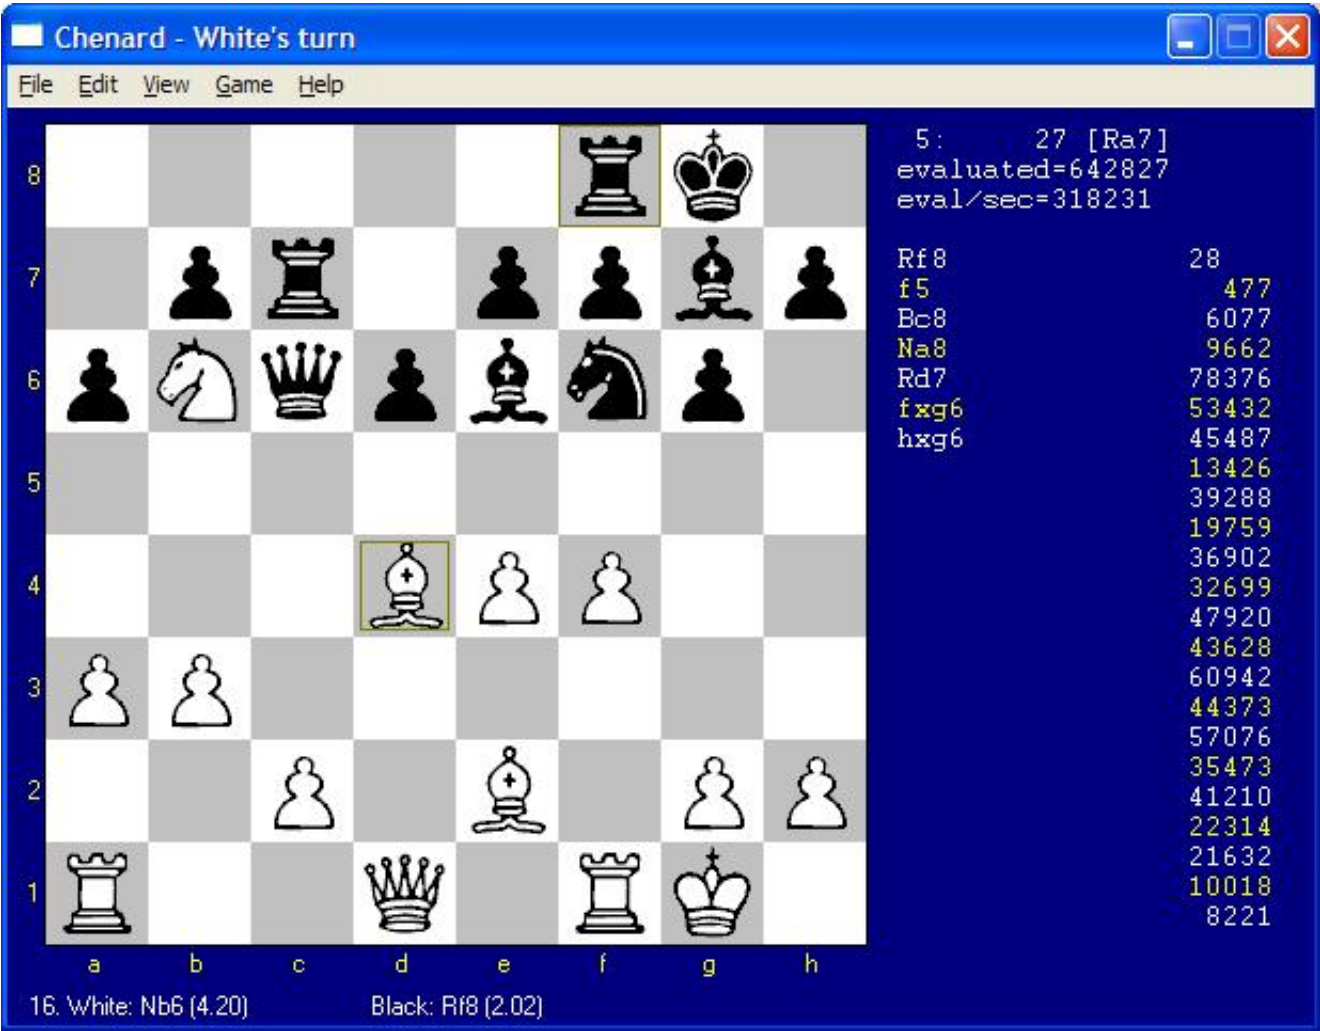 Chenard - White's turn
File Edit View Game Help
5: 27 [Ra7]
evaluated=642827
eval/sec=318231
Rf8 28
f5 477
Bc8 6077
Na8 9662
Rd7 78376
fxg6 53432
hxg6 45487
13426
39288
19759
36902
32699
47920
43628
60942
44373
57076
35473
41210
22314
21632
10018
8221
8
7
6
5
4
3
2
1
a b c d e f g h
16. White: Nb6 (4.20) Black: Rf8 (2.02)